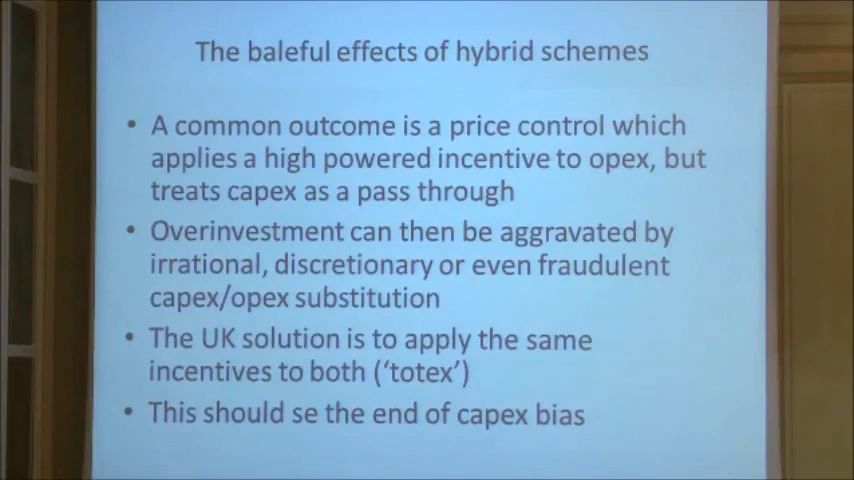 The baleful effects of hybrid schemes
• A common outcome is a price control which
applies a high powered incentive to opex, but
treats capex as a pass through
• Overinvestment can then be aggravated by
irrational, discretionary or even fraudulent
capex/opex substitution
• The UK solution is to apply the same
incentives to both (‘totex’)
• This should se the end of capex bias